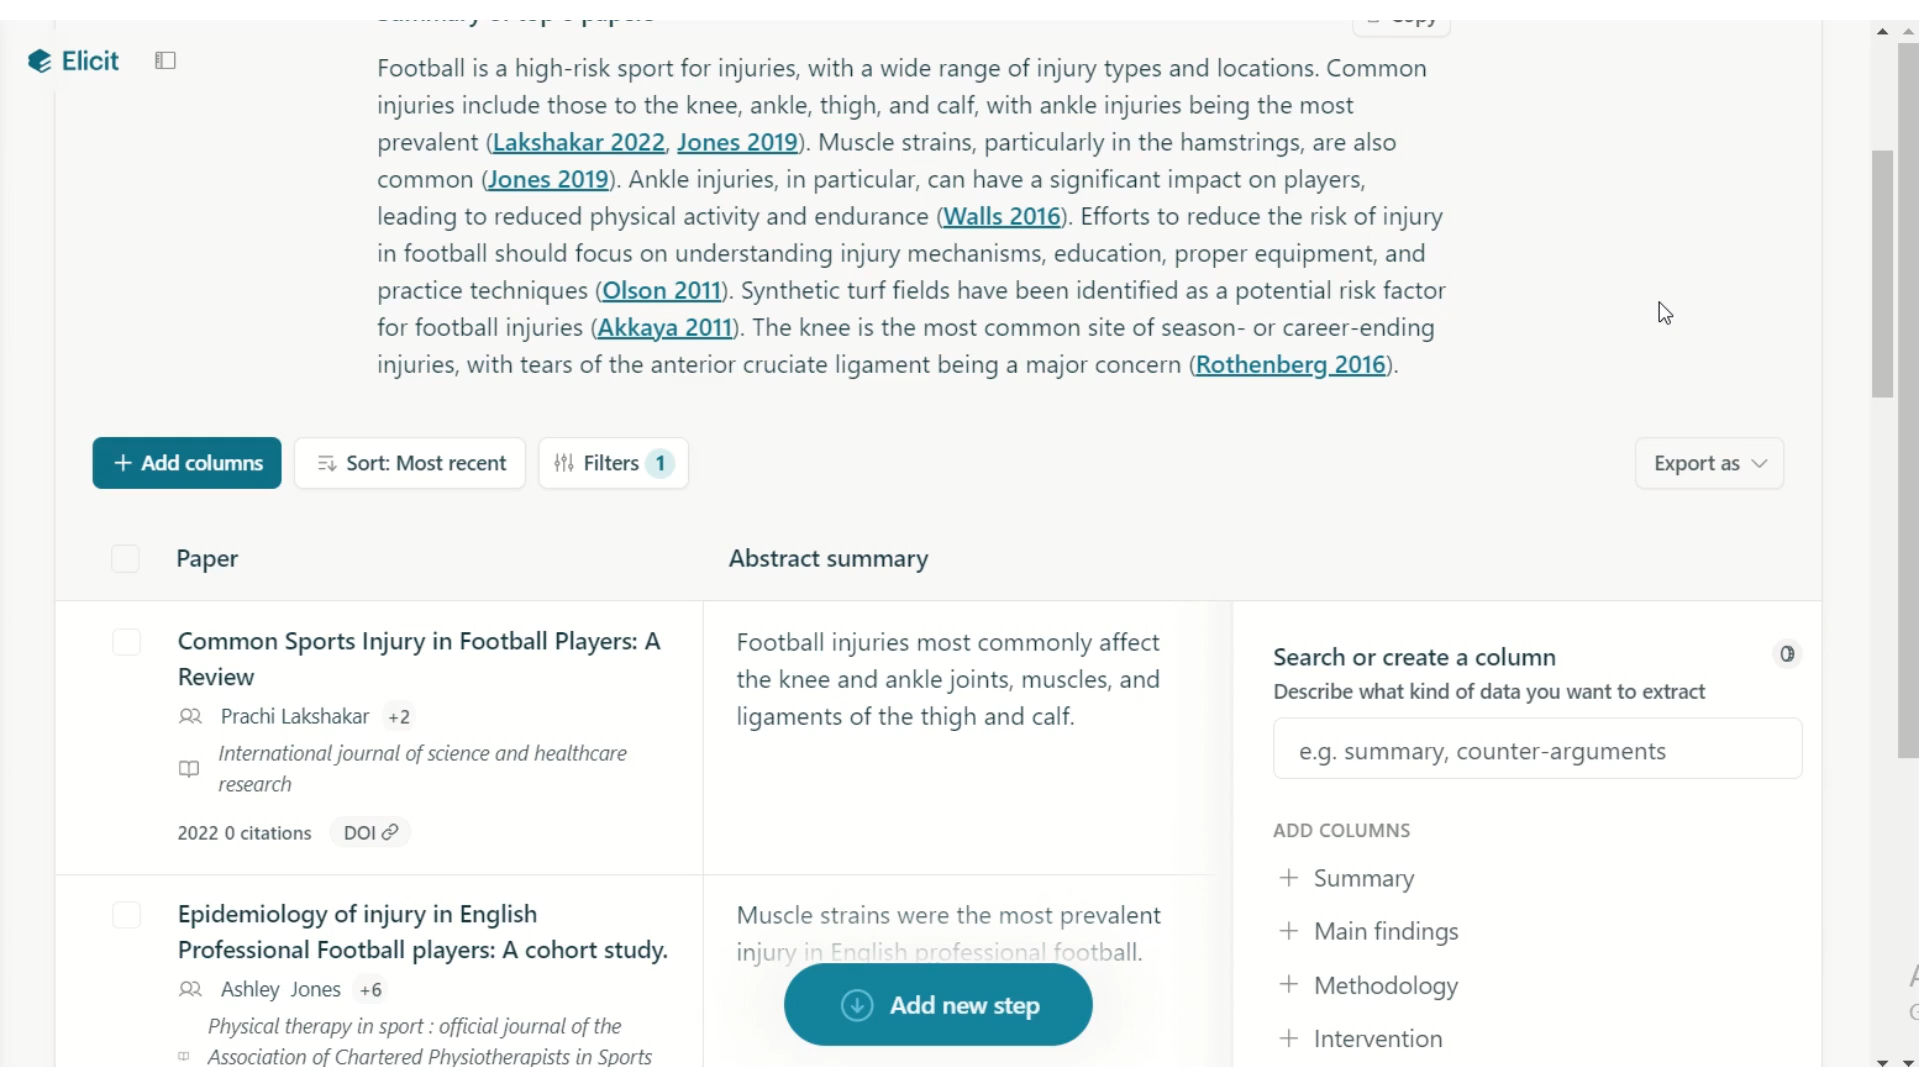 Elicit
Football is a high-risk sport for injuries, with a wide range of injury types and locations. Common
injuries include those to the knee, ankle, thigh, and calf, with ankle injuries being the most
prevalent (Lakshakar 2022, Jones 2019). Muscle strains, particularly in the hamstrings, are also
common (Jones 2019). Ankle injuries, in particular, can have a significant impact on players,
leading to reduced physical activity and endurance (Walls 2016). Efforts to reduce the risk of injury
in football should focus on understanding injury mechanisms, education, proper equipment, and
practice techniques (Olson 2011). Synthetic turf fields have been identified as a potential risk factor
for football injuries (Akkaya 2011). The knee is the most common site of season- or career-ending
injuries, with tears of the anterior cruciate ligament being a major concern (Rothenberg 2016).
+ Add columns
Sort: Most recent
Filters 1
Export as
Paper
Abstract summary
Common Sports Injury in Football Players: A
Review
Prachi Lakshakar +2
International journal of science and healthcare
research
2022 0 citations DOI
Football injuries most commonly affect
the knee and ankle joints, muscles, and
ligaments of the thigh and calf.
Epidemiology of injury in English
Professional Football players: A cohort study.
Ashley Jones +6
Physical therapy in sport : official journal of the
Association of Chartered Physiotherapists in Sports
Muscle strains were the most prevalent
injury in English professional football.
Add new step
Search or create a column
Describe what kind of data you want to extract
e.g. summary, counter-arguments
ADD COLUMNS
+ Summary
+ Main findings
+ Methodology
+ Intervention